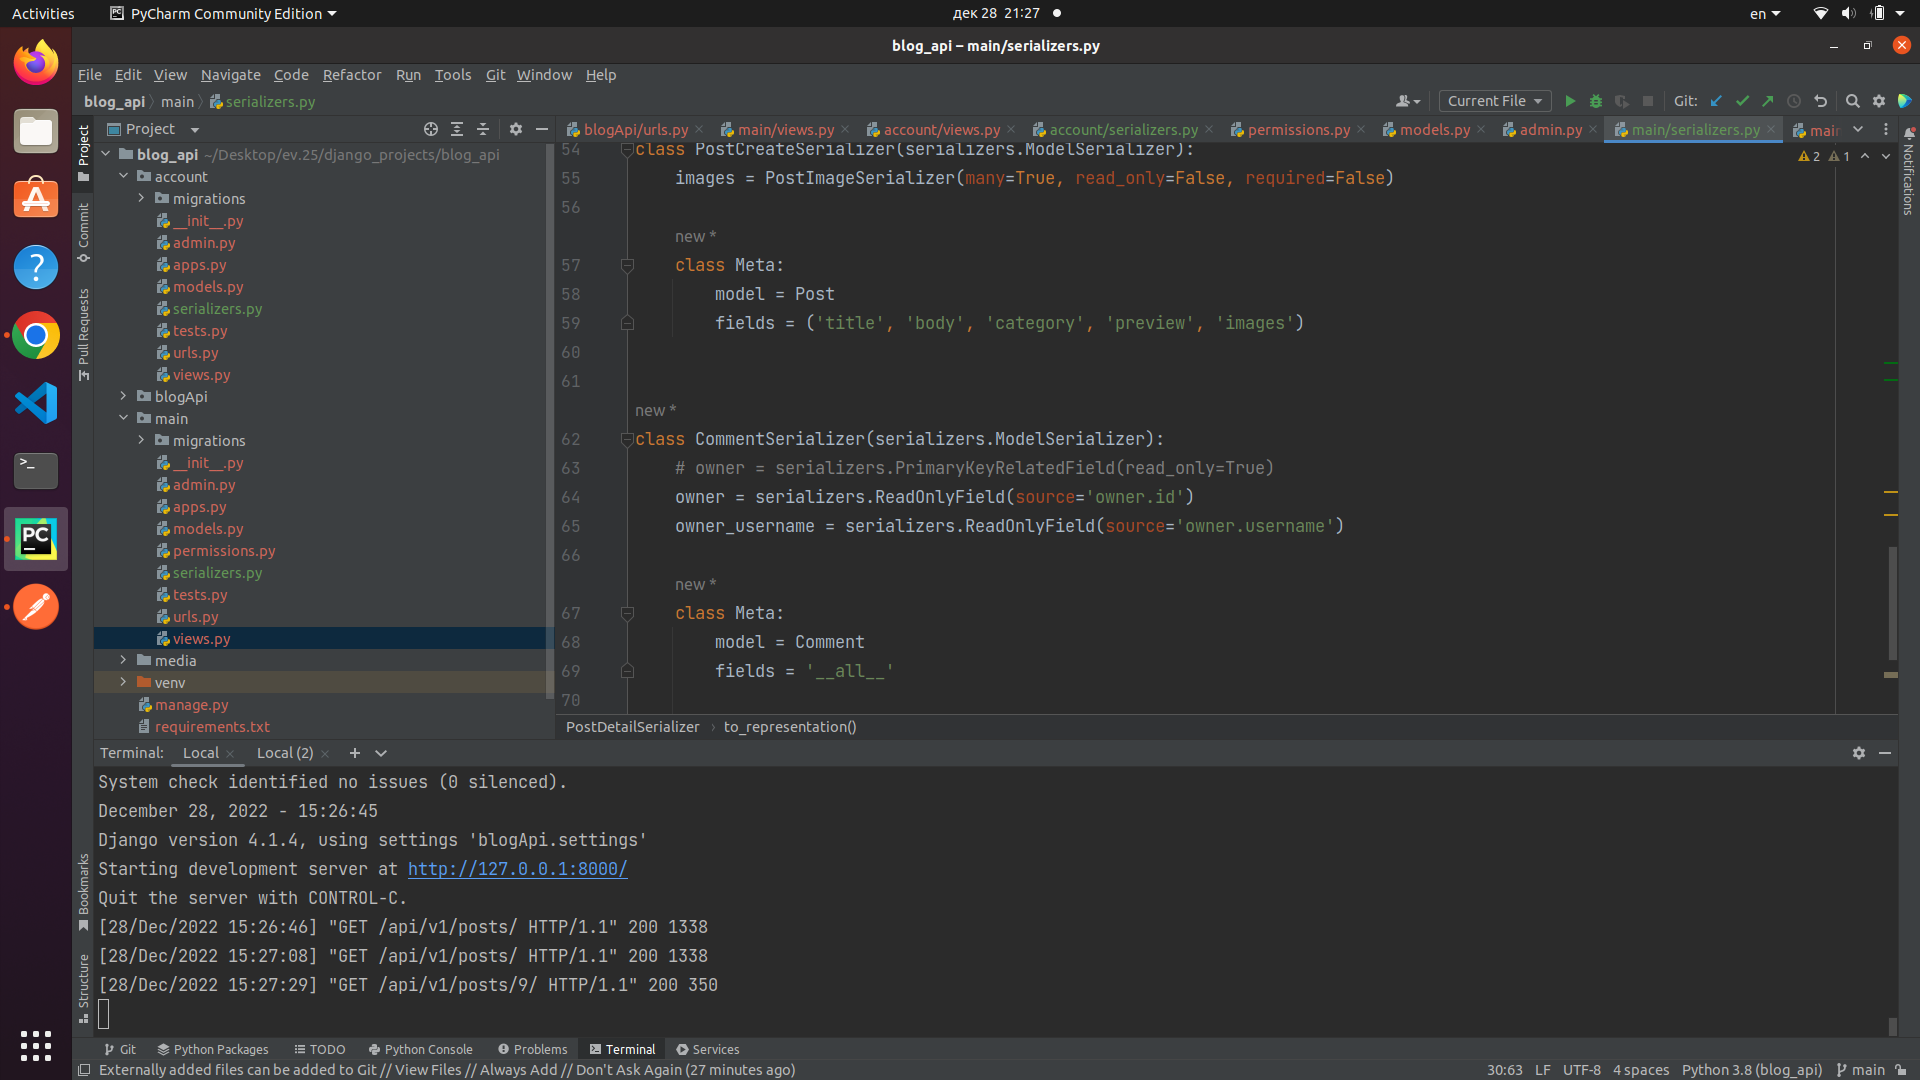 Activities
PyCharm Community Edition
дек 28 21:27
en
blog_api – main/serializers.py
File Edit View Navigate Code Refactor Run Tools Git Window Help
blog_api main serializers.py
Current File
Git:
Project
blogApi/urls.py
main/views.py
account/views.py
account/serializers.py
permissions.py
models.py
admin.py
main/serializers.py
main
Project
Commit
Pull Requests
Bookmarks
Structure
Notifications
blog_api ~/Desktop/ev.25/django_projects/blog_api
account
migrations
__init__.py
admin.py
apps.py
models.py
serializers.py
tests.py
urls.py
views.py
blogApi
main
migrations
__init__.py
admin.py
apps.py
models.py
permissions.py
serializers.py
tests.py
urls.py
views.py
media
venv
manage.py
requirements.txt
2 1
54 class PostCreateSerializer(serializers.ModelSerializer):
55 images = PostImageSerializer(many=True, read_only=False, required=False)
56
new *
57 class Meta:
58 model = Post
59 fields = ('title', 'body', 'category', 'preview', 'images')
60
61
new *
62 class CommentSerializer(serializers.ModelSerializer):
63 # owner = serializers.PrimaryKeyRelatedField(read_only=True)
64 owner = serializers.ReadOnlyField(source='owner.id')
65 owner_username = serializers.ReadOnlyField(source='owner.username')
66
new *
67 class Meta:
68 model = Comment
69 fields = '__all__'
70
PostDetailSerializer to_representation()
Terminal: Local Local (2)
System check identified no issues (0 silenced).
December 28, 2022 - 15:26:45
Django version 4.1.4, using settings 'blogApi.settings'
Starting development server at http://127.0.0.1:8000/
Quit the server with CONTROL-C.
[28/Dec/2022 15:26:46] "GET /api/v1/posts/ HTTP/1.1" 200 1338
[28/Dec/2022 15:27:08] "GET /api/v1/posts/ HTTP/1.1" 200 1338
[28/Dec/2022 15:27:29] "GET /api/v1/posts/9/ HTTP/1.1" 200 350
Git Python Packages TODO Python Console Problems Terminal Services
Externally added files can be added to Git // View Files // Always Add // Don't Ask Again (27 minutes ago)
30:63 LF UTF-8 4 spaces Python 3.8 (blog_api) main